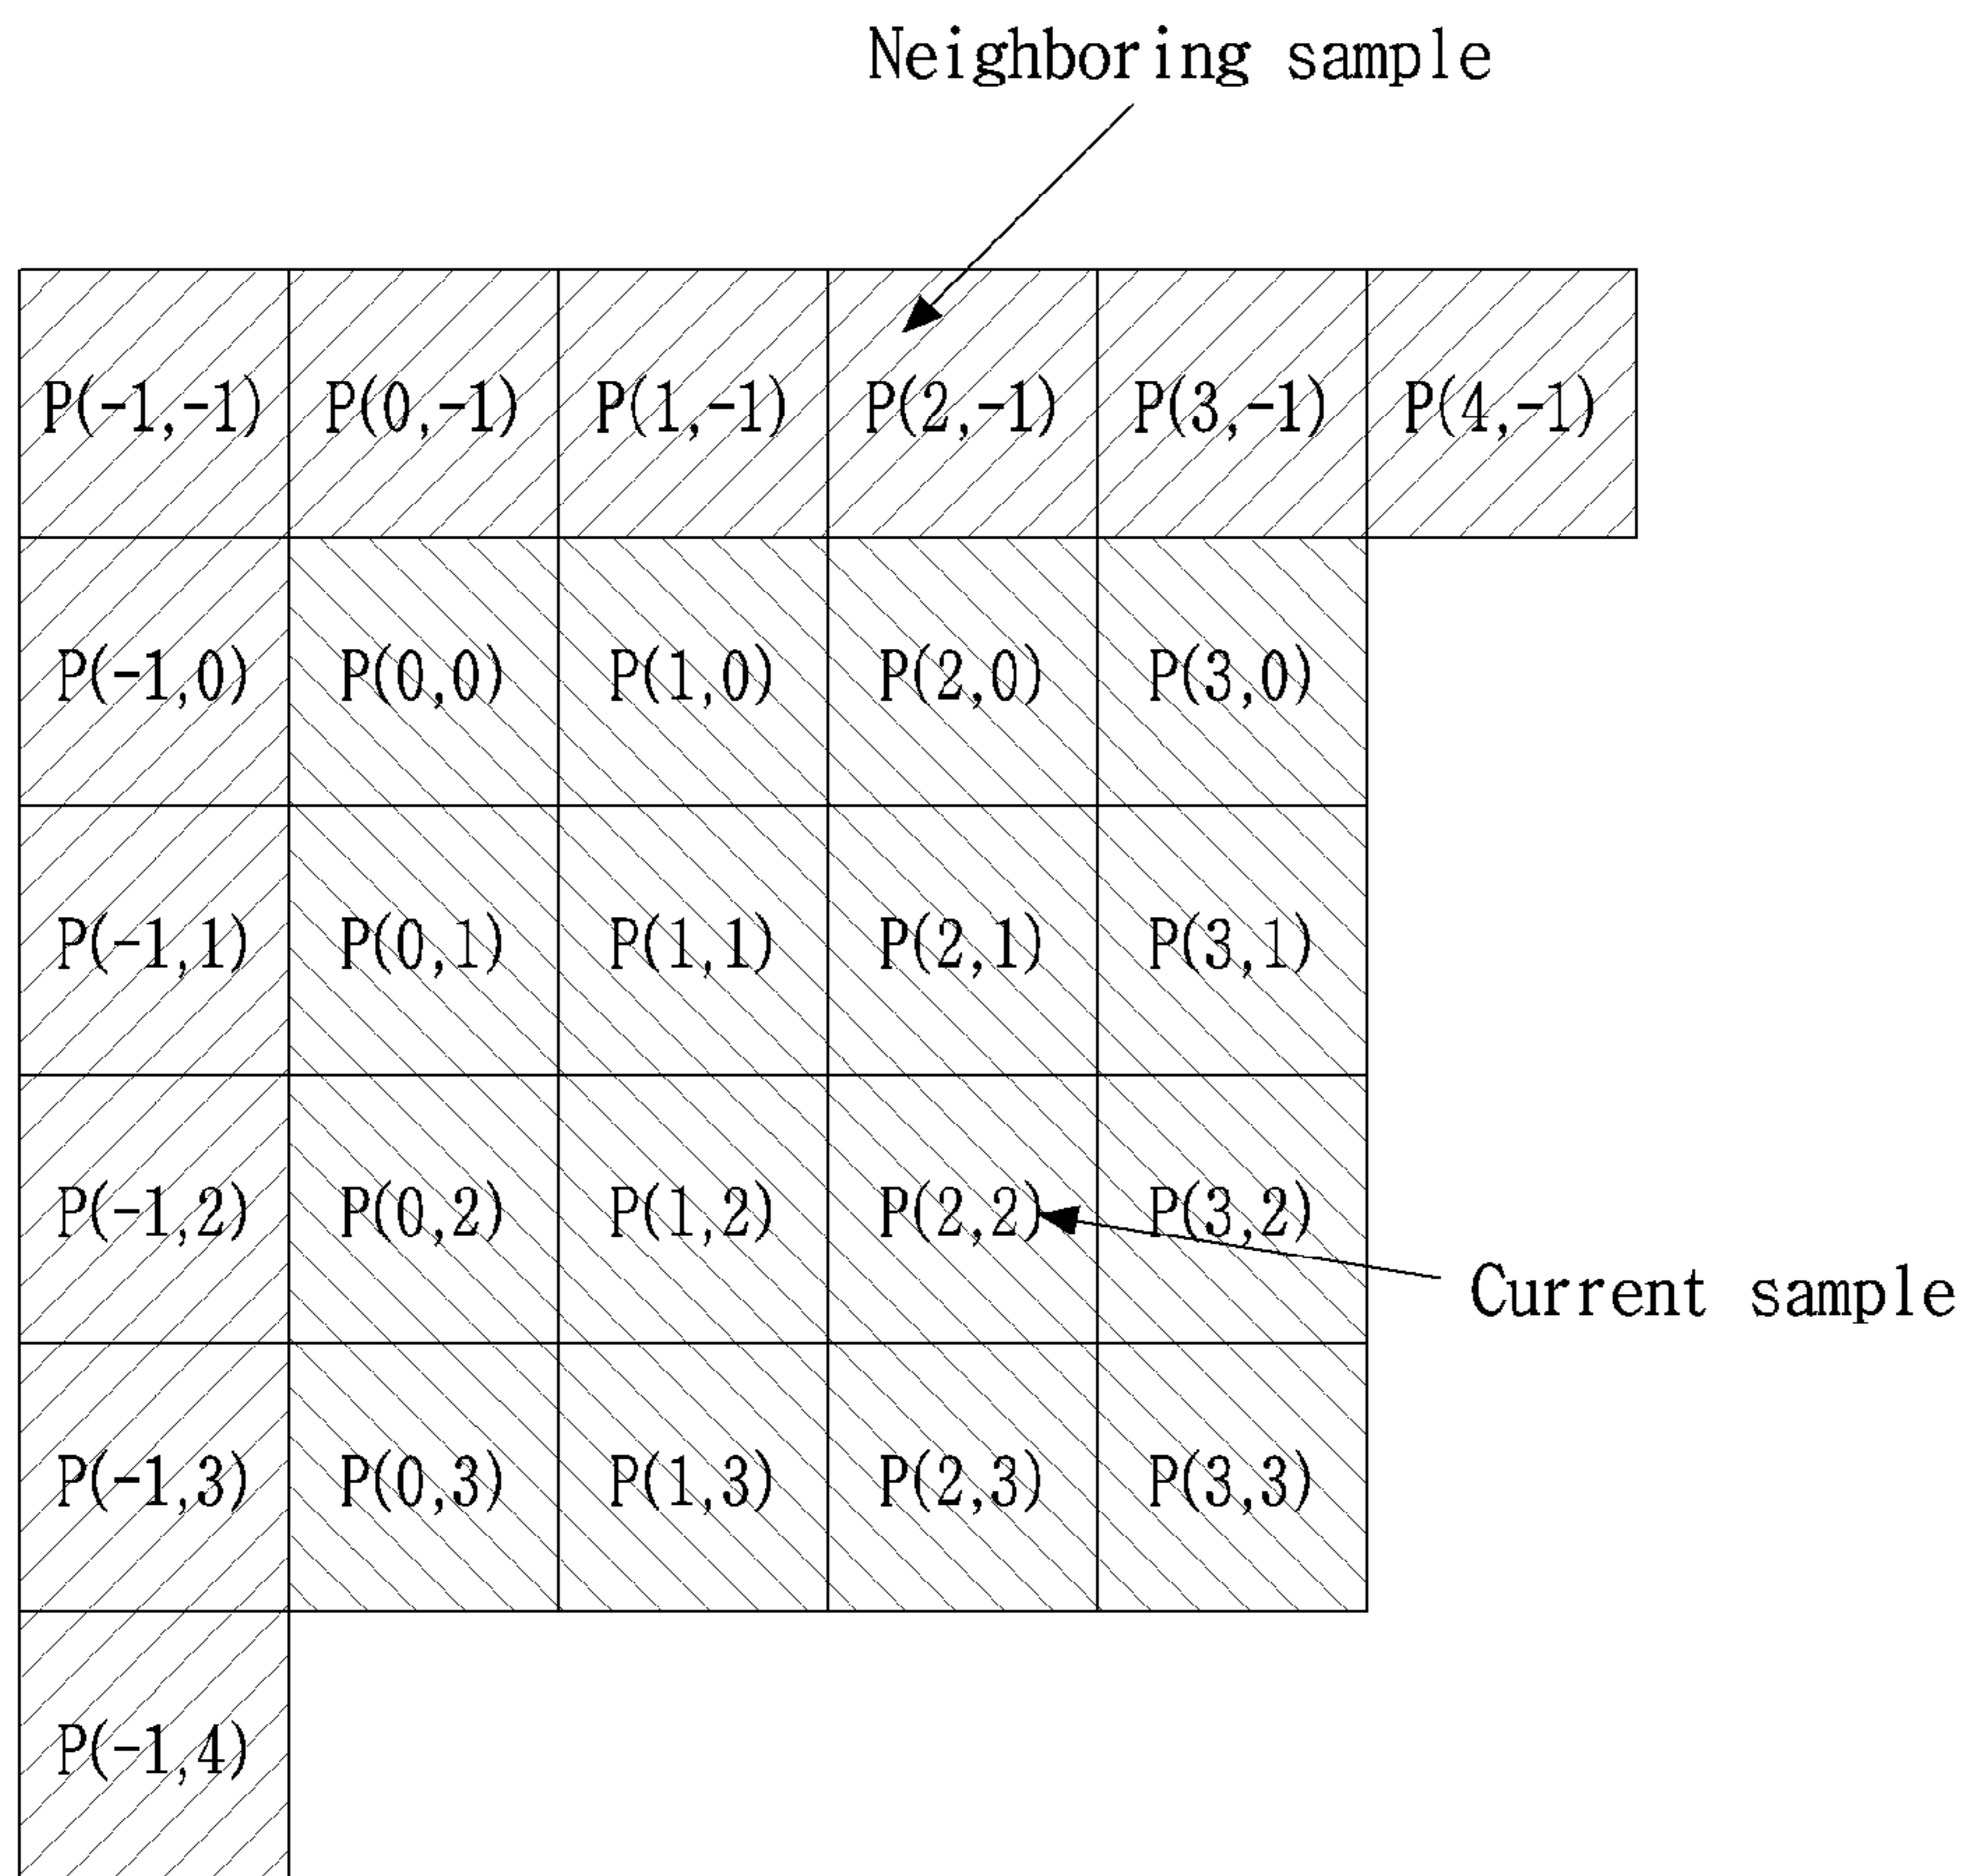 Neighboring sample
P(-1,-1) P(0,-1) P(1,-1) P(2,-1) P(3,-1) P(4,-1)
P(-1,0) P(0,0) P(1,0) P(2,0) P(3,0)
P(-1,1) P(0,1) P(1,1) P(2,1) P(3,1)
P(-1,2) P(0,2) P(1,2) P(2,2) P(3,2)
Current sample
P(-1,3) P(0,3) P(1,3) P(2,3) P(3,3)
P(-1,4)